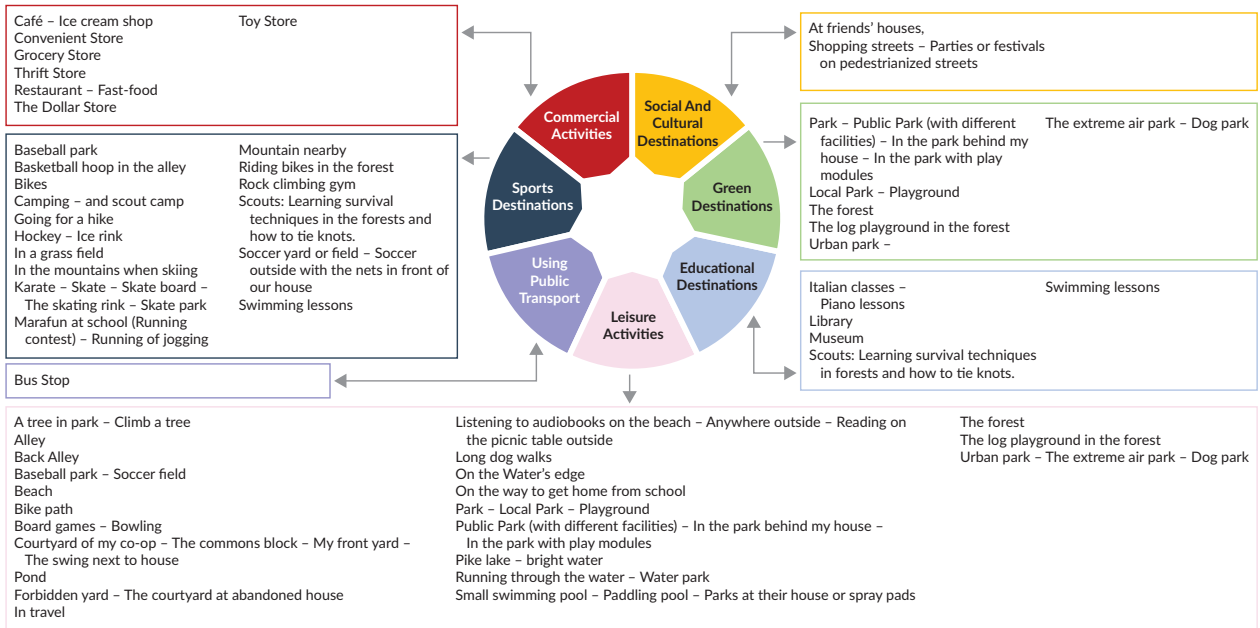 Café – Ice cream shop
Convenient Store
Grocery Store
Thrift Store
Restaurant – Fast-food
The Dollar Store
Toy Store
At friends’ houses,
Shopping streets – Parties or festivals
on pedestrianized streets
Commercial
Activities
Social And
Cultural
Destinations
Sports
Destinations
Green
Destinations
Using
Public
Transport
Educational
Destinations
Leisure
Activities
Baseball park
Basketball hoop in the alley
Bikes
Camping – and scout camp
Going for a hike
Hockey – Ice rink
In a grass field
In the mountains when skiing
Karate – Skate – Skate board –
The skating rink – Skate park
Marafun at school (Running
contest) – Running of jogging
Mountain nearby
Riding bikes in the forest
Rock climbing gym
Scouts: Learning survival
techniques in the forests and
how to tie knots.
Soccer yard or field – Soccer
outside with the nets in front of
our house
Swimming lessons
Park – Public Park (with different
facilities) – In the park behind my
house – In the park with play
modules
Local Park – Playground
The forest
The log playground in the forest
Urban park –
The extreme air park – Dog park
Italian classes –
Piano lessons
Library
Museum
Scouts: Learning survival techniques
in forests and how to tie knots.
Swimming lessons
Bus Stop
A tree in park – Climb a tree
Alley
Back Alley
Baseball park – Soccer field
Beach
Bike path
Board games – Bowling
Courtyard of my co-op – The commons block – My front yard –
The swing next to house
Pond
Forbidden yard – The courtyard at abandoned house
In travel
Listening to audiobooks on the beach – Anywhere outside – Reading on
the picnic table outside
Long dog walks
On the Water’s edge
On the way to get home from school
Park – Local Park – Playground
Public Park (with different facilities) – In the park behind my house –
In the park with play modules
Pike lake – bright water
Running through the water – Water park
Small swimming pool – Paddling pool – Parks at their house or spray pads
The forest
The log playground in the forest
Urban park – The extreme air park – Dog park